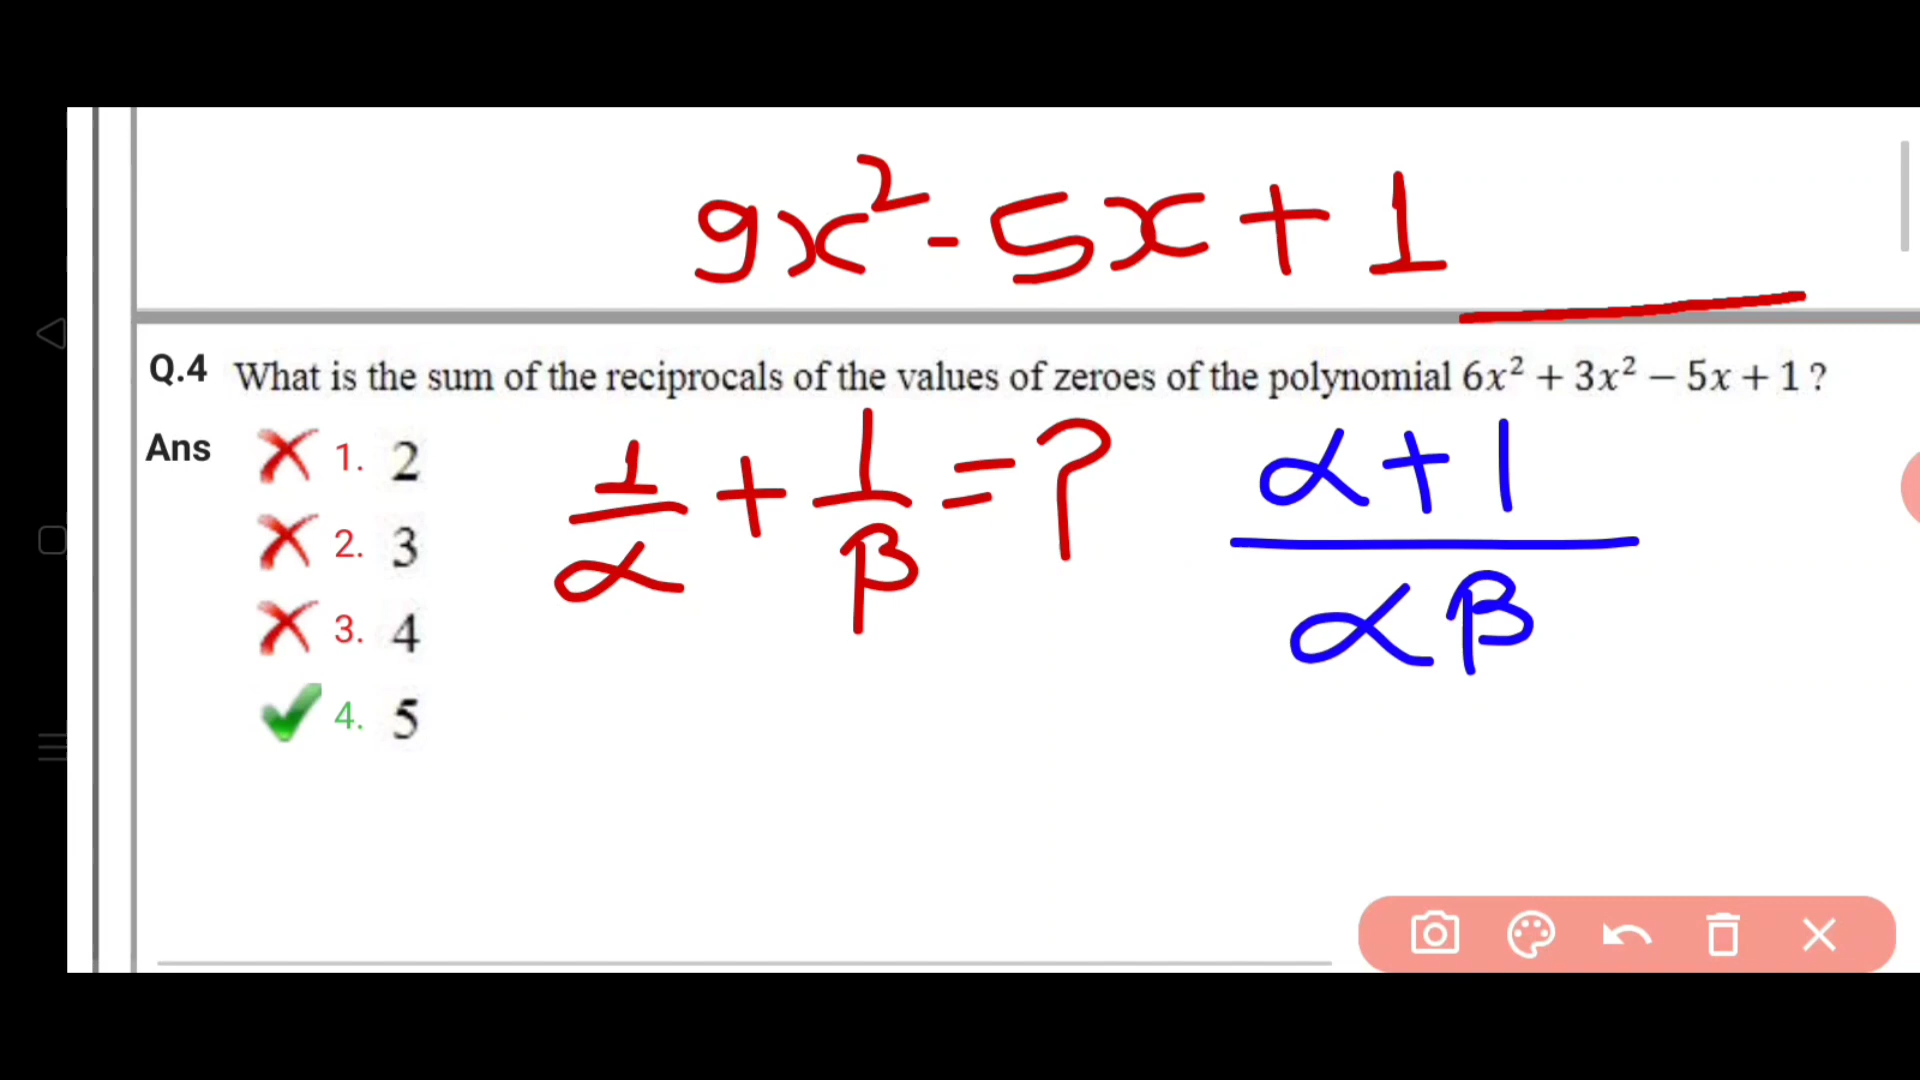 9x² - 5x + 1
Q.4 What is the sum of the reciprocals of the values of zeroes of the polynomial 6x² + 3x² − 5x + 1 ?
Ans 1. 2
2. 3
3. 4
4. 5
1/α + 1/β = ?
α + 1
αβ